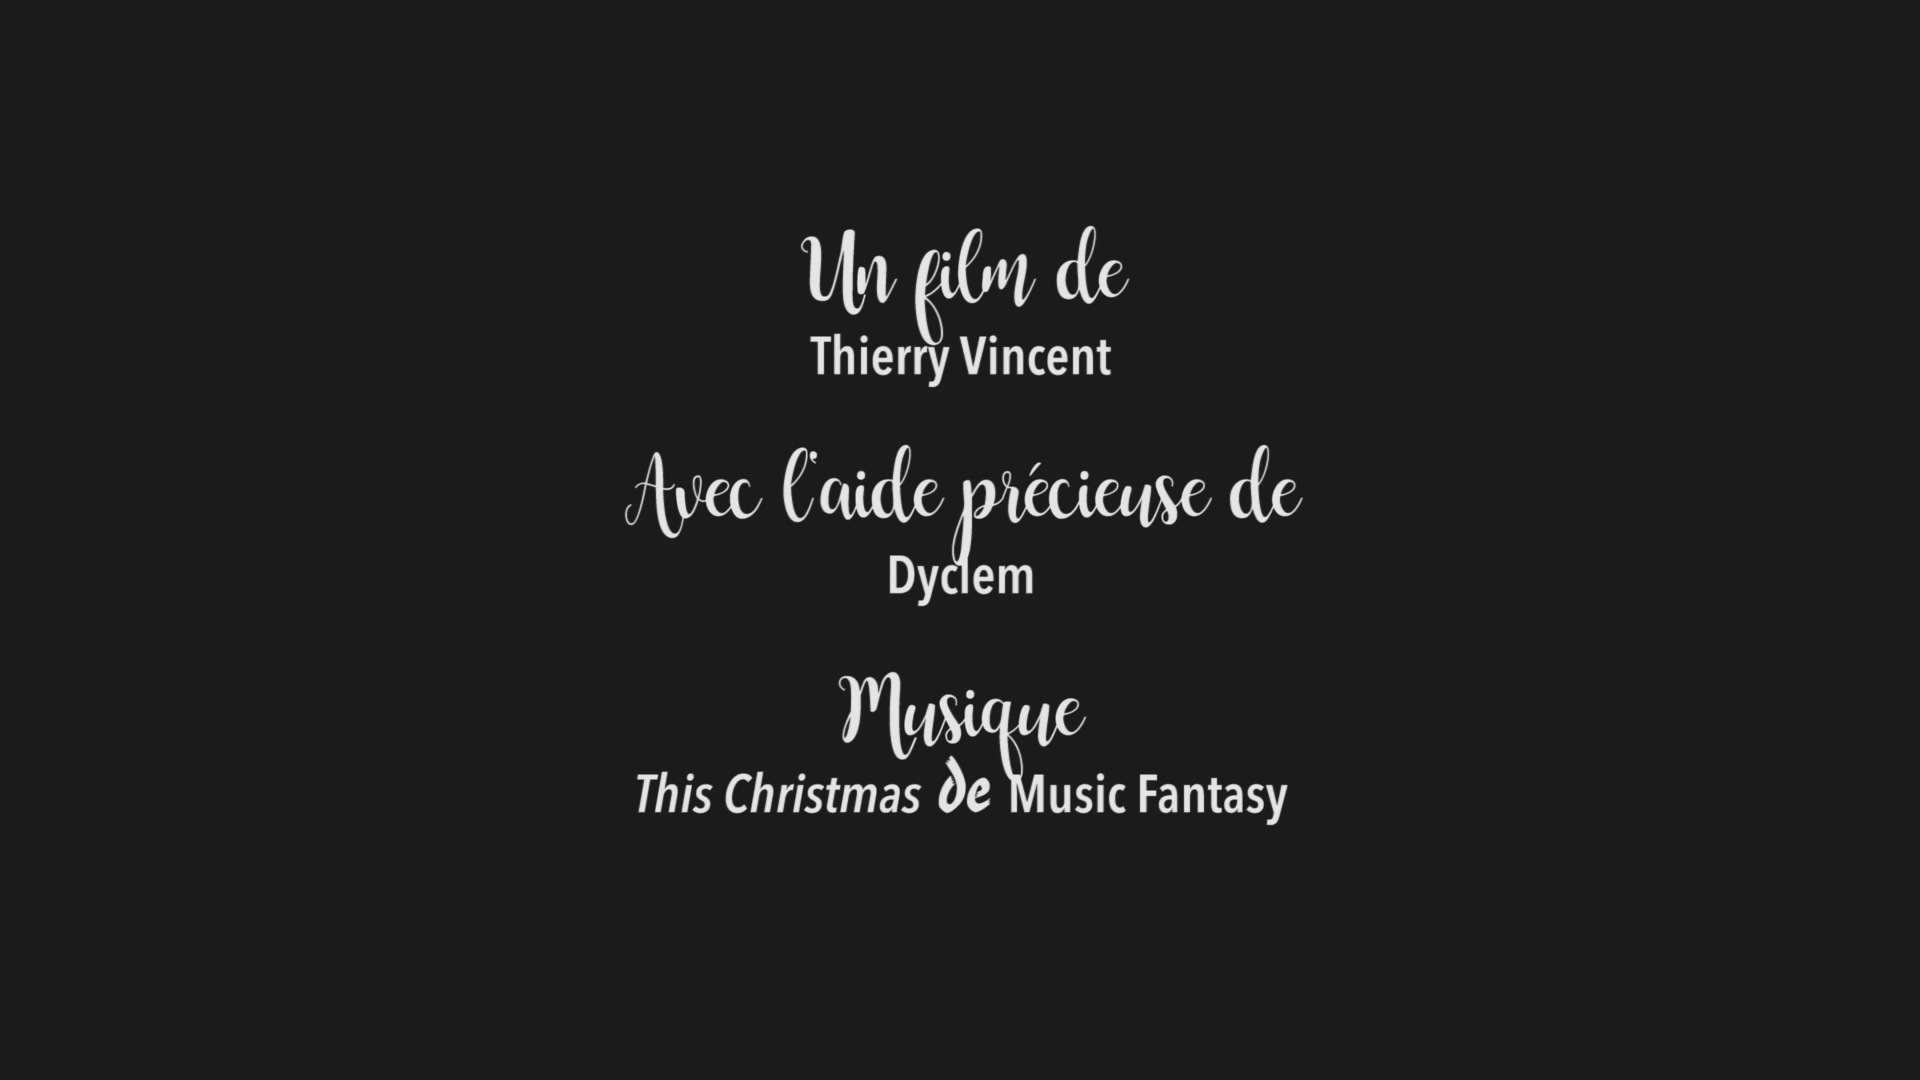 Un film de
Thierry Vincent
Avec l'aide précieuse de
Dyclem
Musique
This Christmas de Music Fantasy